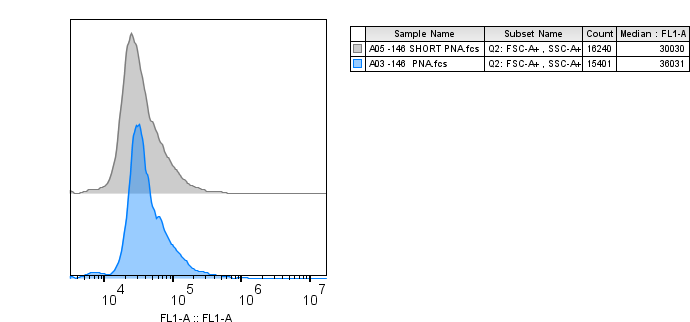 Sample Name Subset Name Count Median : FL1-A
A05 -146 SHORT PNA.fcs Q2: FSC-A+ , SSC-A+ 16240 30030
A03 -146 PNA.fcs Q2: FSC-A+ , SSC-A+ 15401 36031
10^4 10^5 10^6 10^7
FL1-A :: FL1-A